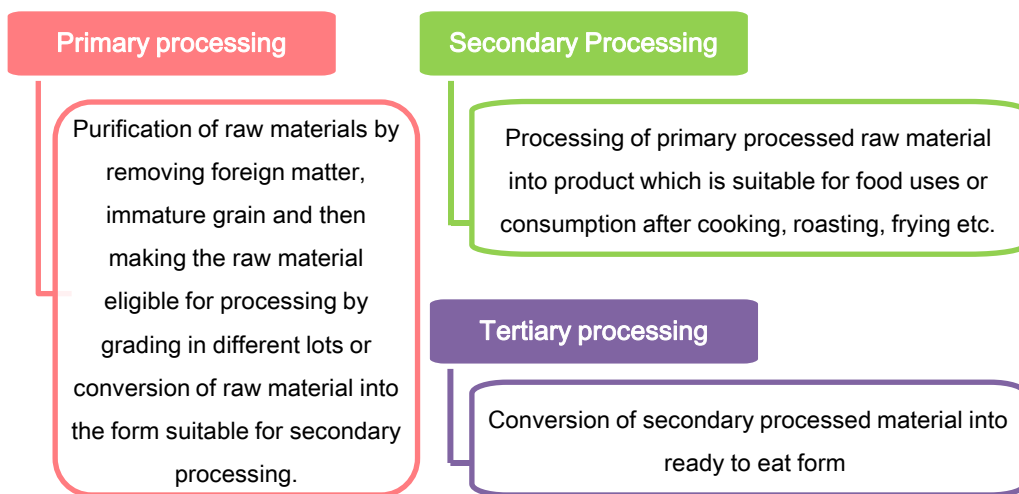 Primary processing
Purification of raw materials by
removing foreign matter,
immature grain and then
making the raw material
eligible for processing by
grading in different lots or
conversion of raw material into
the form suitable for secondary
processing.
Secondary Processing
Processing of primary processed raw material
into product which is suitable for food uses or
consumption after cooking, roasting, frying etc.
Tertiary processing
Conversion of secondary processed material into
ready to eat form